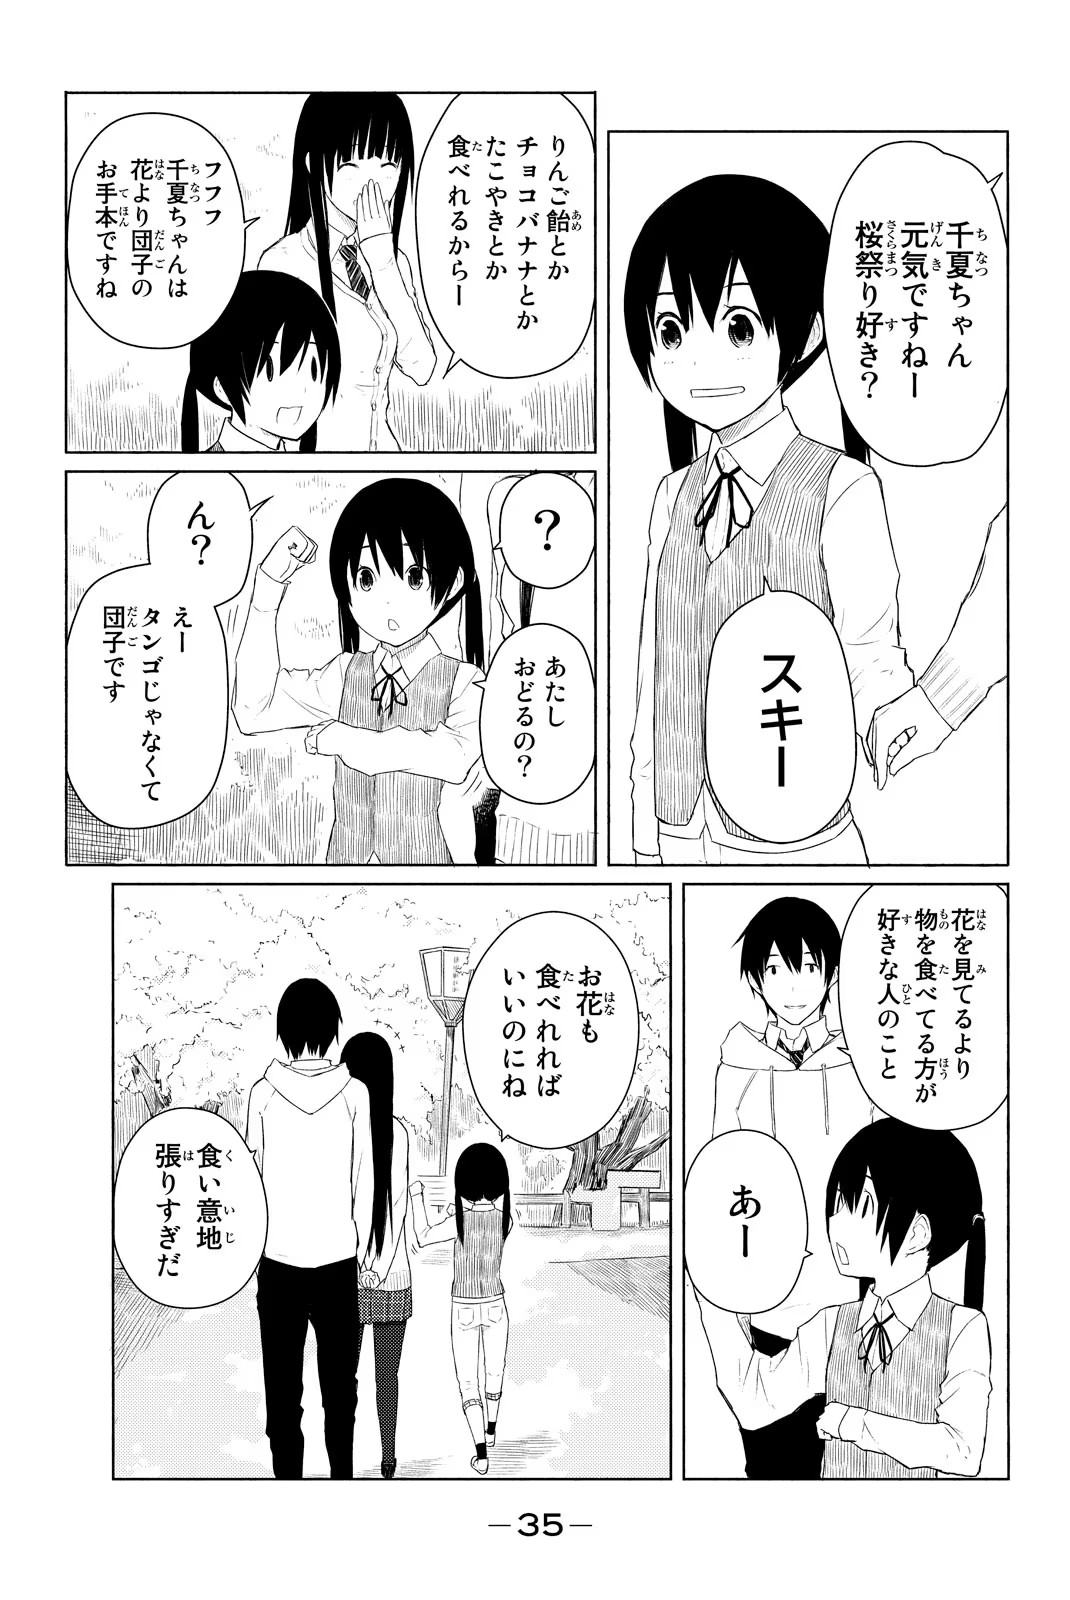 千夏ちゃん
元気ですねー
桜祭り好き?
スキー
りんご飴とか
チョコバナナとか
たこやきとか
食べれるからー
フフフ
千夏ちゃんは
花より団子の
お手本ですね
?
あたし
おどるの?
ん?
えー
タンゴじゃなくて
団子です
花を見てるより
物を食べてる方が
好きな人のこと
あー
お花も
食べれれば
いいのにね
食い意地
張りすぎだ
—35—